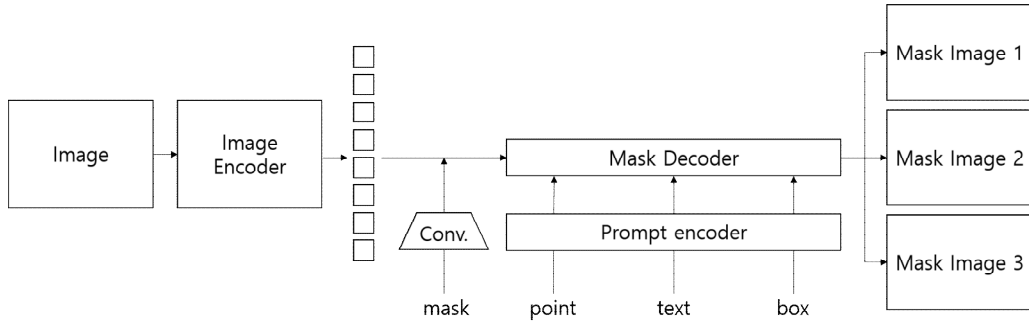 Image
Image
Encoder
Conv.
mask
Mask Decoder
Prompt encoder
point
text
box
Mask Image 1
Mask Image 2
Mask Image 3